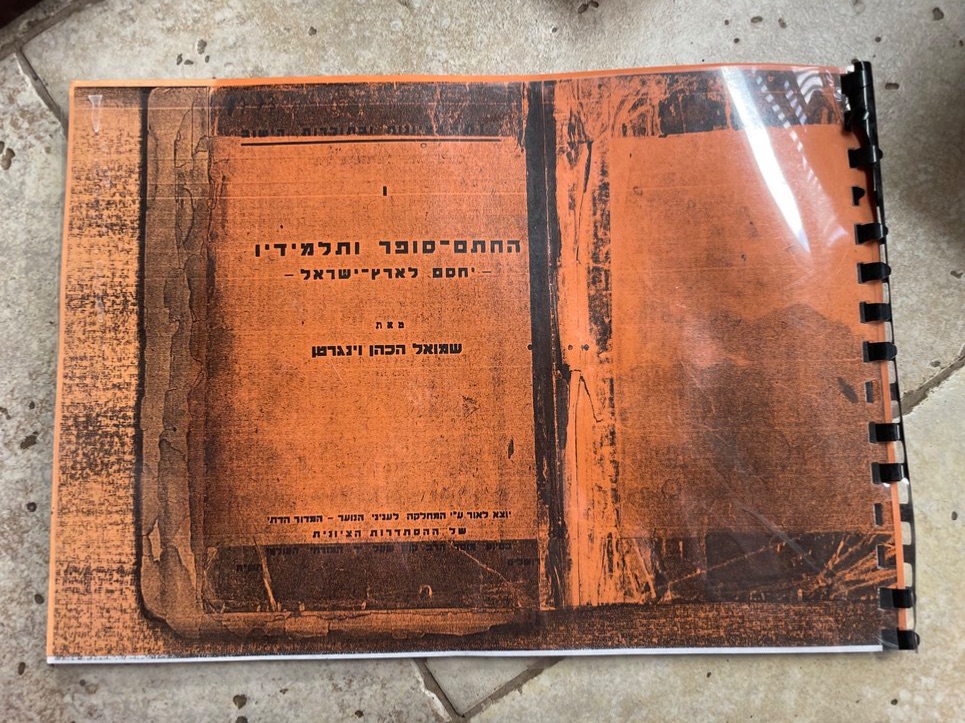 I
החתם־סופר ותלמידיו
– יחסם לארץ־ישראל –
מאת
שמואל הכהן וינגרטן
יוצא לאור ע״י המחלקה לעניני הנוער – המדור הדתי
של ההסתדרות הציונית